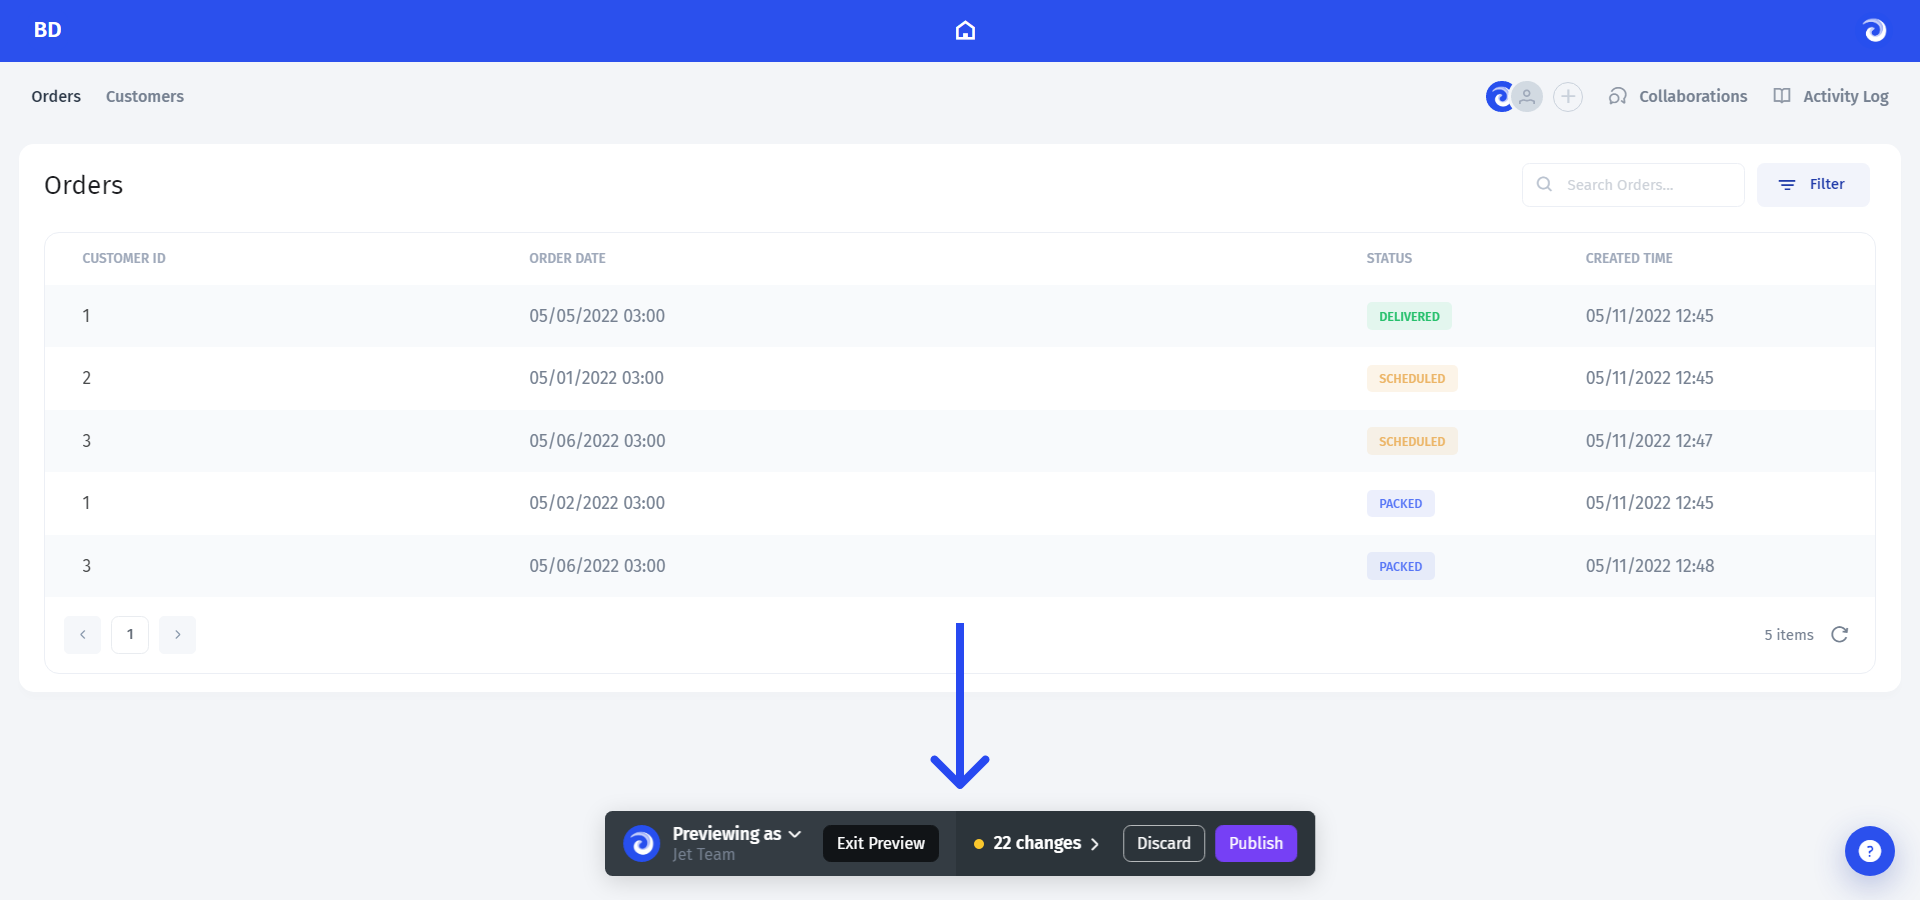 BD
Orders Customers Collaborations Activity Log
Orders Search Orders... Filter
CUSTOMER ID ORDER DATE STATUS CREATED TIME
1 05/05/2022 03:00 DELIVERED 05/11/2022 12:45
2 05/01/2022 03:00 SCHEDULED 05/11/2022 12:45
3 05/06/2022 03:00 SCHEDULED 05/11/2022 12:47
1 05/02/2022 03:00 PACKED 05/11/2022 12:45
3 05/06/2022 03:00 PACKED 05/11/2022 12:48
1 5 items
Previewing as Exit Preview 22 changes Discard Publish
Jet Team
?